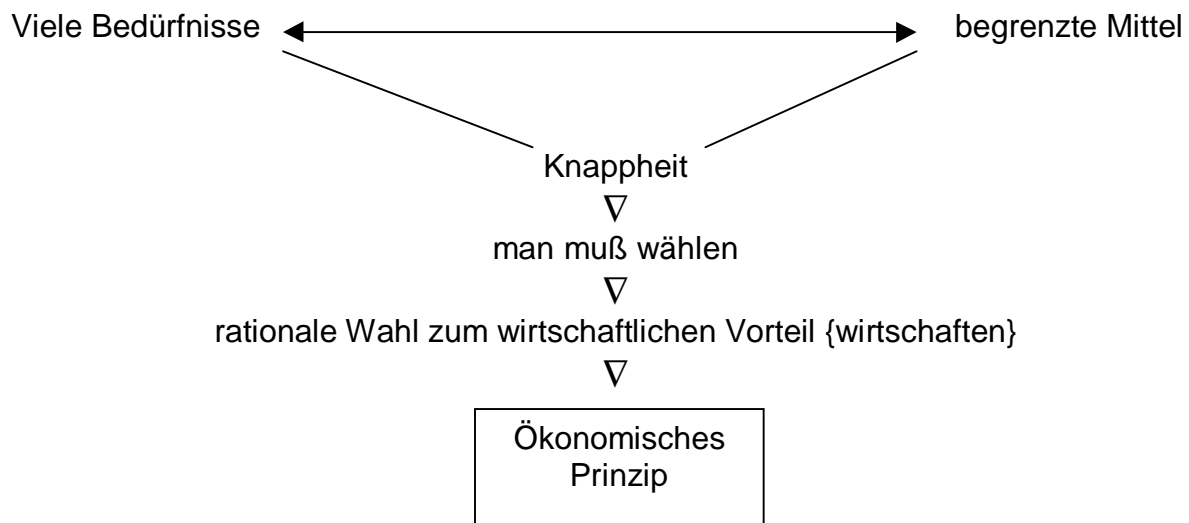 Viele Bedürfnisse begrenzte Mittel
Knappheit
∇
man muß wählen
∇
rationale Wahl zum wirtschaftlichen Vorteil {wirtschaften}
∇
Ökonomisches
Prinzip